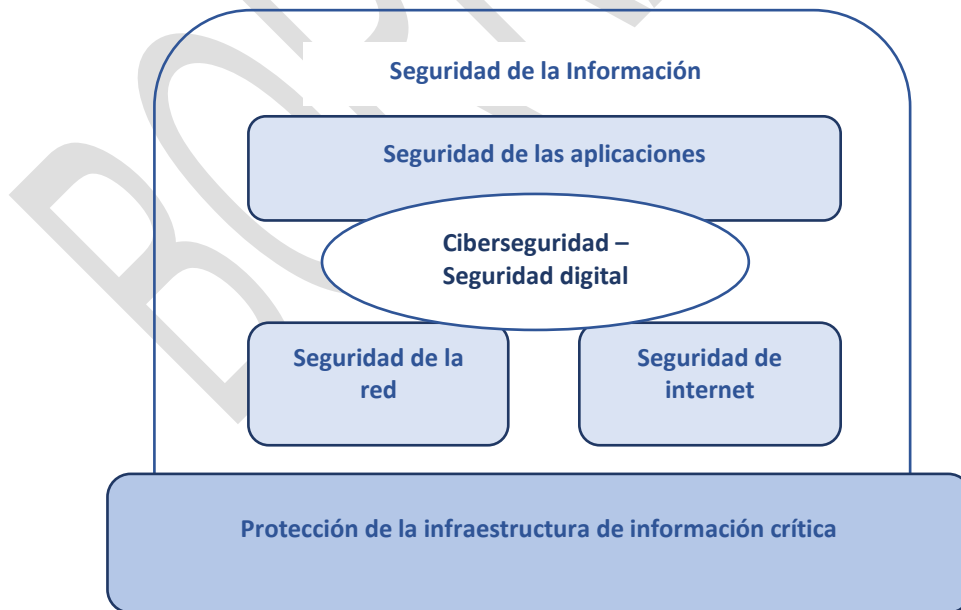 Seguridad de la Información
Seguridad de las aplicaciones
Ciberseguridad –
Seguridad digital
Seguridad de la
red
Seguridad de
internet
Protección de la infraestructura de información crítica